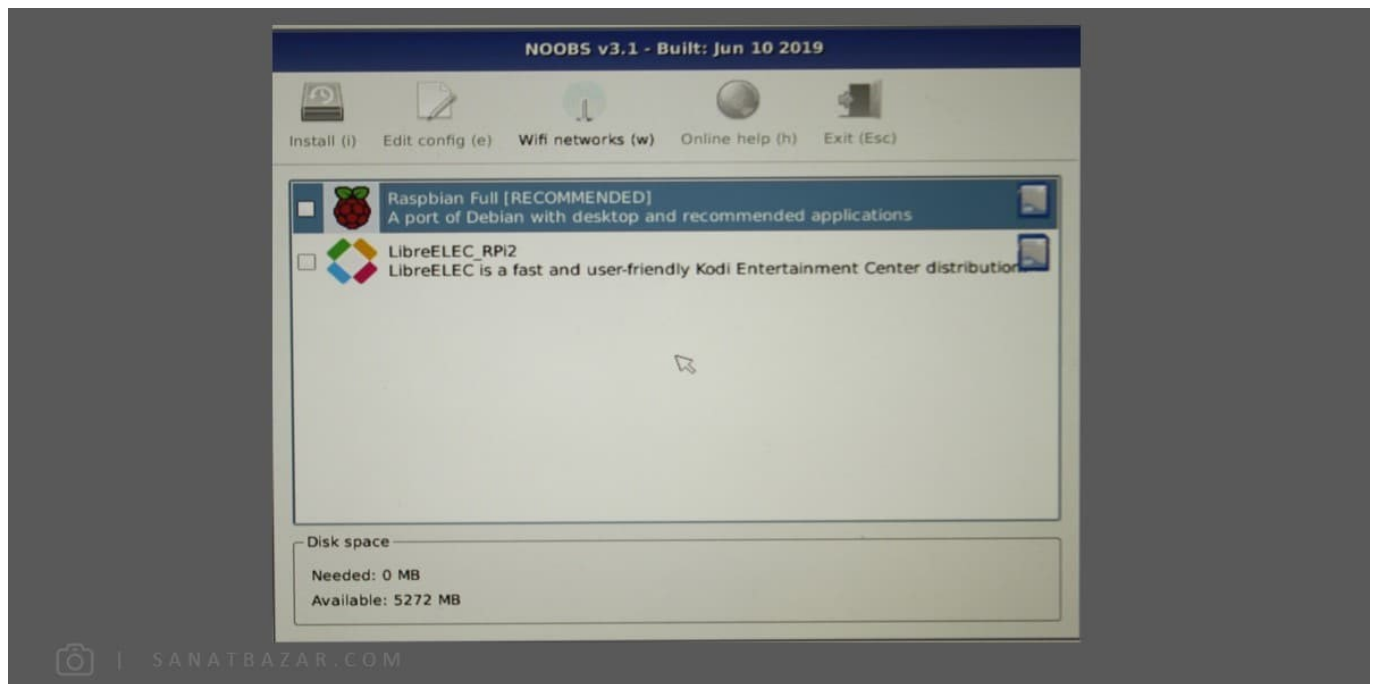 NOOBS v3.1 - Built: Jun 10 2019
Install (i) Edit config (e) Wifi networks (w) Online help (h) Exit (Esc)
Raspbian Full [RECOMMENDED]
A port of Debian with desktop and recommended applications
LibreELEC_RPi2
LibreELEC is a fast and user-friendly Kodi Entertainment Center distribution
Disk space
Needed: 0 MB
Available: 5272 MB
| SANATBAZAR.COM